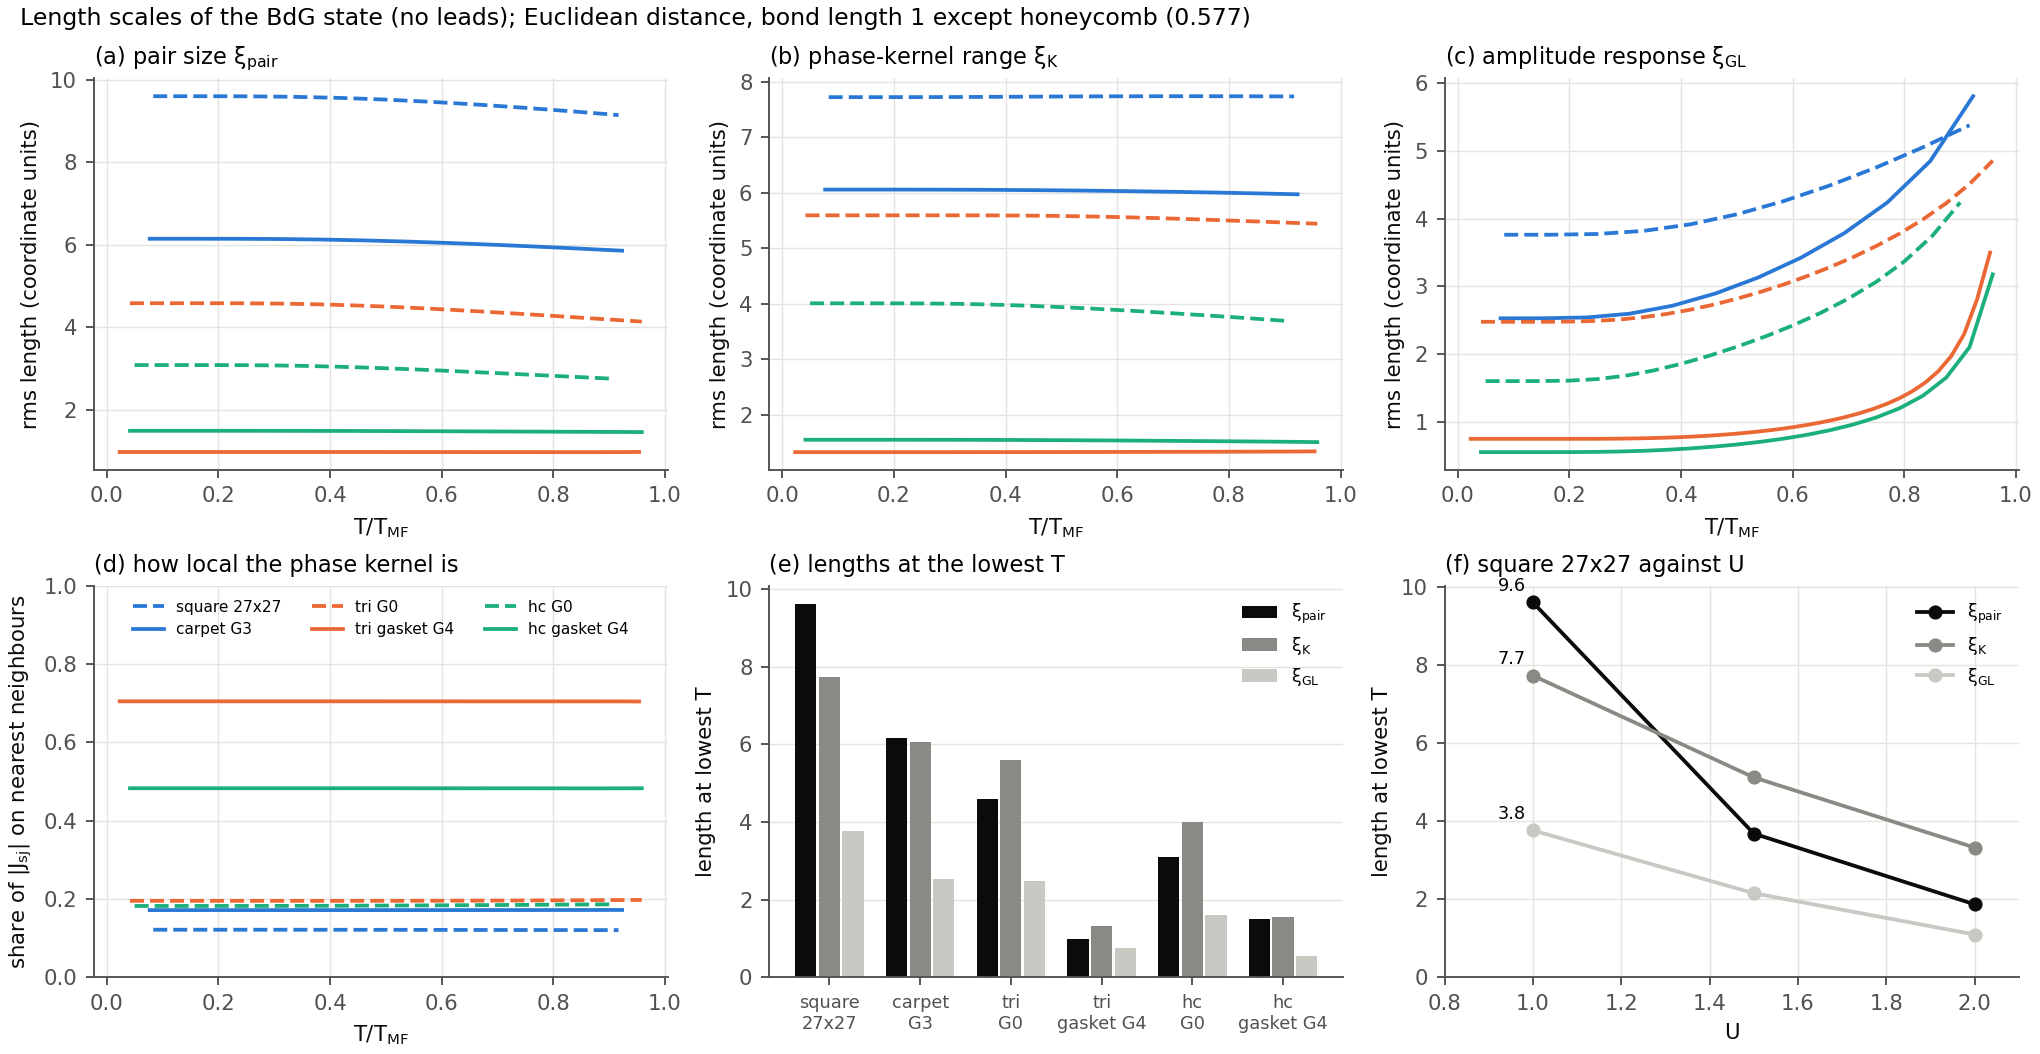 Length scales of the BdG state (no leads); Euclidean distance, bond length 1 except honeycomb (0.577)
(a) pair size ξpair
rms length (coordinate units)
10
8
6
4
2
0.0 0.2 0.4 0.6 0.8 1.0
T/TMF
(b) phase-kernel range ξK
rms length (coordinate units)
8
7
6
5
4
3
2
0.0 0.2 0.4 0.6 0.8 1.0
T/TMF
(c) amplitude response ξGL
rms length (coordinate units)
6
5
4
3
2
1
0.0 0.2 0.4 0.6 0.8 1.0
T/TMF
(d) how local the phase kernel is
share of |Jsj| on nearest neighbours
1.0
0.8
0.6
0.4
0.2
0.0
square 27x27 tri G0 hc G0
carpet G3 tri gasket G4 hc gasket G4
0.0 0.2 0.4 0.6 0.8 1.0
T/TMF
(e) lengths at the lowest T
length at lowest T
10
8
6
4
2
0
ξpair
ξK
ξGL
square carpet tri tri hc hc
27x27 G3 G0 gasket G4 G0 gasket G4
(f) square 27x27 against U
length at lowest T
10
8
6
4
2
0
9.6
7.7
3.8
ξpair
ξK
ξGL
0.8 1.0 1.2 1.4 1.6 1.8 2.0
U